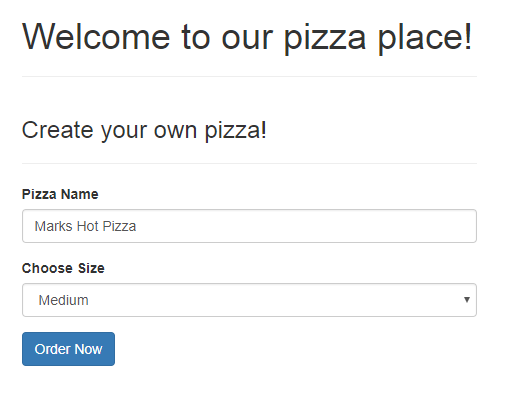 Welcome to our pizza place!
Create your own pizza!
Pizza Name
Marks Hot Pizza
Choose Size
Medium
Order Now